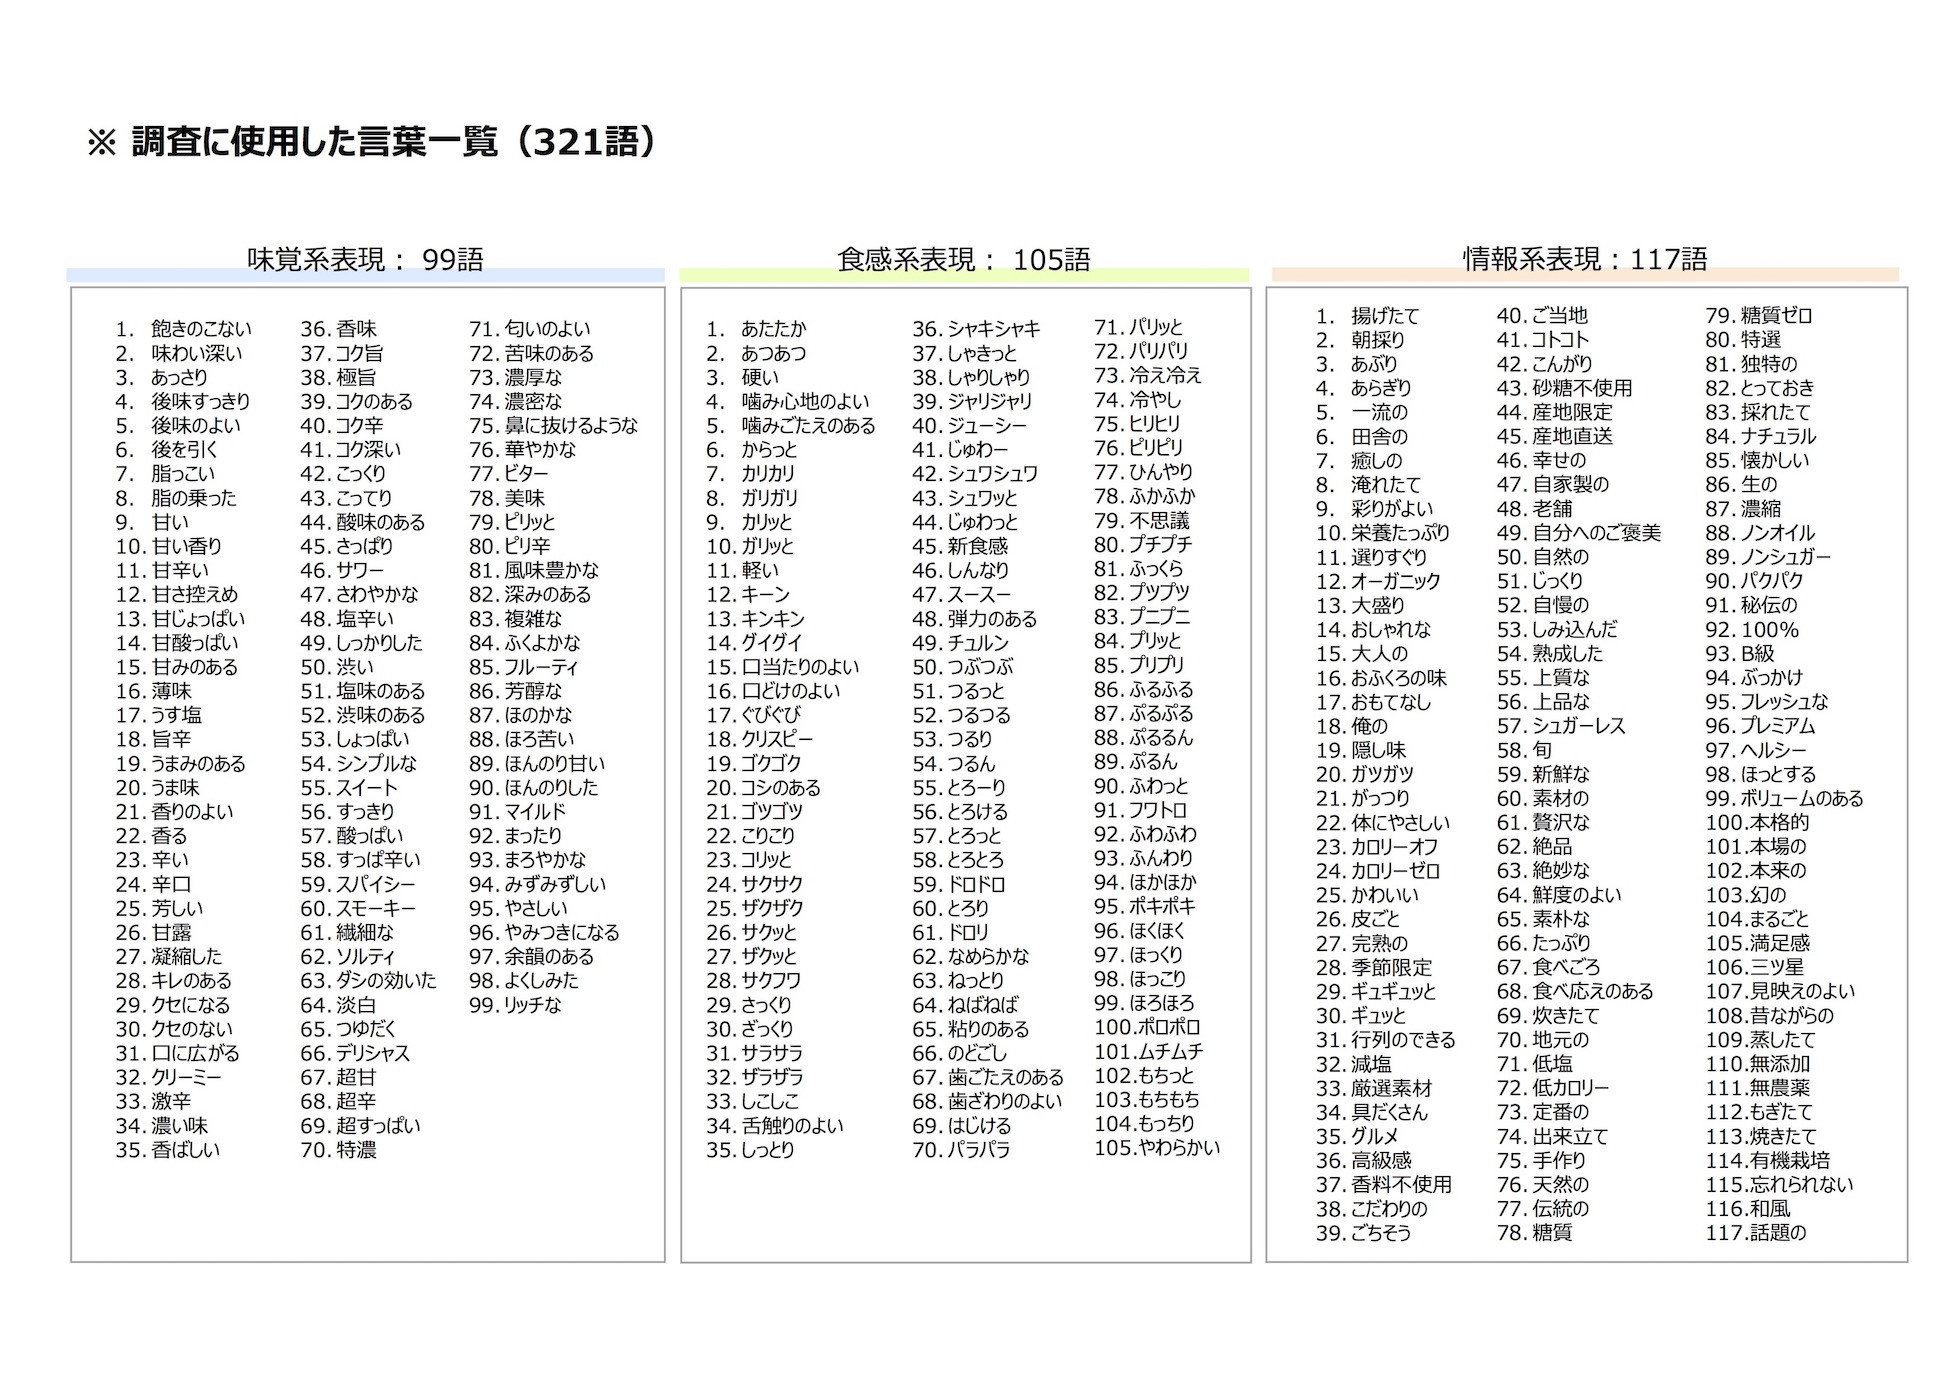 ※ 調査に使用した言葉一覧（321語）
味覚系表現： 99語
1. 飽きのこない
2. 味わい深い
3. あっさり
4. 後味すっきり
5. 後味のよい
6. 後を引く
7. 脂っこい
8. 脂の乗った
9. 甘い
10. 甘い香り
11. 甘辛い
12. 甘さ控えめ
13. 甘じょっぱい
14. 甘酸っぱい
15. 甘みのある
16. 薄味
17. うす塩
18. 旨辛
19. うまみのある
20. うま味
21. 香りのよい
22. 香る
23. 辛い
24. 辛口
25. 芳しい
26. 甘露
27. 凝縮した
28. キレのある
29. クセになる
30. クセのない
31. 口に広がる
32. クリーミー
33. 激辛
34. 濃い味
35. 香ばしい
36. 香味
37. コク旨
38. 極旨
39. コクのある
40. コク辛
41. コク深い
42. こっくり
43. こってり
44. 酸味のある
45. さっぱり
46. サワー
47. さわやかな
48. 塩辛い
49. しっかりした
50. 渋い
51. 塩味のある
52. 渋味のある
53. しょっぱい
54. シンプルな
55. スイート
56. すっきり
57. 酸っぱい
58. すっぱ辛い
59. スパイシー
60. スモーキー
61. 繊細な
62. ソルティ
63. ダシの効いた
64. 淡白
65. つゆだく
66. デリシャス
67. 超甘
68. 超辛
69. 超すっぱい
70. 特濃
71. 匂いのよい
72. 苦味のある
73. 濃厚な
74. 濃密な
75. 鼻に抜けるような
76. 華やかな
77. ビター
78. 美味
79. ピリッと
80. ピリ辛
81. 風味豊かな
82. 深みのある
83. 複雑な
84. ふくよかな
85. フルーティ
86. 芳醇な
87. ほのかな
88. ほろ苦い
89. ほんのり甘い
90. ほんのりした
91. マイルド
92. まったり
93. まろやかな
94. みずみずしい
95. やさしい
96. やみつきになる
97. 余韻のある
98. よくしみた
99. リッチな
食感系表現： 105語
1. あたたか
2. あつあつ
3. 硬い
4. 噛み心地のよい
5. 噛みごたえのある
6. からっと
7. カリカリ
8. ガリガリ
9. カリッと
10. ガリッと
11. 軽い
12. キーン
13. キンキン
14. グイグイ
15. 口当たりのよい
16. 口どけのよい
17. ぐびぐび
18. クリスピー
19. ゴクゴク
20. コシのある
21. ゴツゴツ
22. こりこり
23. コリッと
24. サクサク
25. ザクザク
26. サクッと
27. ザクッと
28. サクフワ
29. さっくり
30. ざっくり
31. サラサラ
32. ザラザラ
33. しこしこ
34. 舌触りのよい
35. しっとり
36. シャキシャキ
37. しゃきっと
38. しゃりしゃり
39. ジャリジャリ
40. ジューシー
41. じゅわー
42. シュワシュワ
43. シュワッと
44. じゅわっと
45. 新食感
46. しんなり
47. スースー
48. 弾力のある
49. チュルン
50. つぶつぶ
51. つるっと
52. つるつる
53. つるり
54. つるん
55. とろーり
56. とろける
57. とろっと
58. とろとろ
59. ドロドロ
60. とろり
61. ドロリ
62. なめらかな
63. ねっとり
64. ねばねば
65. 粘りのある
66. のどごし
67. 歯ごたえのある
68. 歯ざわりのよい
69. はじける
70. パラパラ
71. パリッと
72. パリパリ
73. 冷え冷え
74. 冷やし
75. ヒリヒリ
76. ピリピリ
77. ひんやり
78. ふかふか
79. 不思議
80. プチプチ
81. ふっくら
82. プツプツ
83. プニプニ
84. プリッと
85. プリプリ
86. ふるふる
87. ぷるぷる
88. ぷるるん
89. ぷるん
90. ふわっと
91. フワトロ
92. ふわふわ
93. ふんわり
94. ほかほか
95. ポキポキ
96. ほくほく
97. ほっくり
98. ほっこり
99. ほろほろ
100.ポロポロ
101.ムチムチ
102.もちっと
103.もちもち
104.もっちり
105.やわらかい
情報系表現：117語
1. 揚げたて
2. 朝採り
3. あぶり
4. あらぎり
5. 一流の
6. 田舎の
7. 癒しの
8. 淹れたて
9. 彩りがよい
10. 栄養たっぷり
11. 選りすぐり
12. オーガニック
13. 大盛り
14. おしゃれな
15. 大人の
16. おふくろの味
17. おもてなし
18. 俺の
19. 隠し味
20. ガツガツ
21. がっつり
22. 体にやさしい
23. カロリーオフ
24. カロリーゼロ
25. かわいい
26. 皮ごと
27. 完熟の
28. 季節限定
29. ギュギュッと
30. ギュッと
31. 行列のできる
32. 減塩
33. 厳選素材
34. 具だくさん
35. グルメ
36. 高級感
37. 香料不使用
38. こだわりの
39. ごちそう
40. ご当地
41. コトコト
42. こんがり
43. 砂糖不使用
44. 産地限定
45. 産地直送
46. 幸せの
47. 自家製の
48. 老舗
49. 自分へのご褒美
50. 自然の
51. じっくり
52. 自慢の
53. しみ込んだ
54. 熟成した
55. 上質な
56. 上品な
57. シュガーレス
58. 旬
59. 新鮮な
60. 素材の
61. 贅沢な
62. 絶品
63. 絶妙な
64. 鮮度のよい
65. 素朴な
66. たっぷり
67. 食べごろ
68. 食べ応えのある
69. 炊きたて
70. 地元の
71. 低塩
72. 低カロリー
73. 定番の
74. 出来立て
75. 手作り
76. 天然の
77. 伝統の
78. 糖質
79. 糖質ゼロ
80. 特選
81. 独特の
82. とっておき
83. 採れたて
84. ナチュラル
85. 懐かしい
86. 生の
87. 濃縮
88. ノンオイル
89. ノンシュガー
90. パクパク
91. 秘伝の
92. 100％
93. B級
94. ぶっかけ
95. フレッシュな
96. プレミアム
97. ヘルシー
98. ほっとする
99. ボリュームのある
100.本格的
101.本場の
102.本来の
103.幻の
104.まるごと
105.満足感
106.三ツ星
107.見映えのよい
108.昔ながらの
109.蒸したて
110.無添加
111.無農薬
112.もぎたて
113.焼きたて
114.有機栽培
115.忘れられない
116.和風
117.話題の